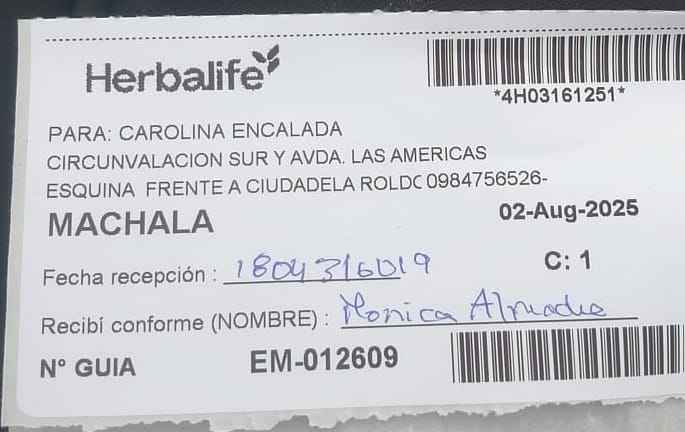 Herbalife
*4H03161251*
PARA: CAROLINA ENCALADA
CIRCUNVALACION SUR Y AVDA. LAS AMERICAS
ESQUINA FRENTE A CIUDADELA ROLDC 0984756526-
MACHALA
02-Aug-2025
Fecha recepción : 1804316019
C: 1
Recibí conforme (NOMBRE) : Monica
N° GUIA EM-012609